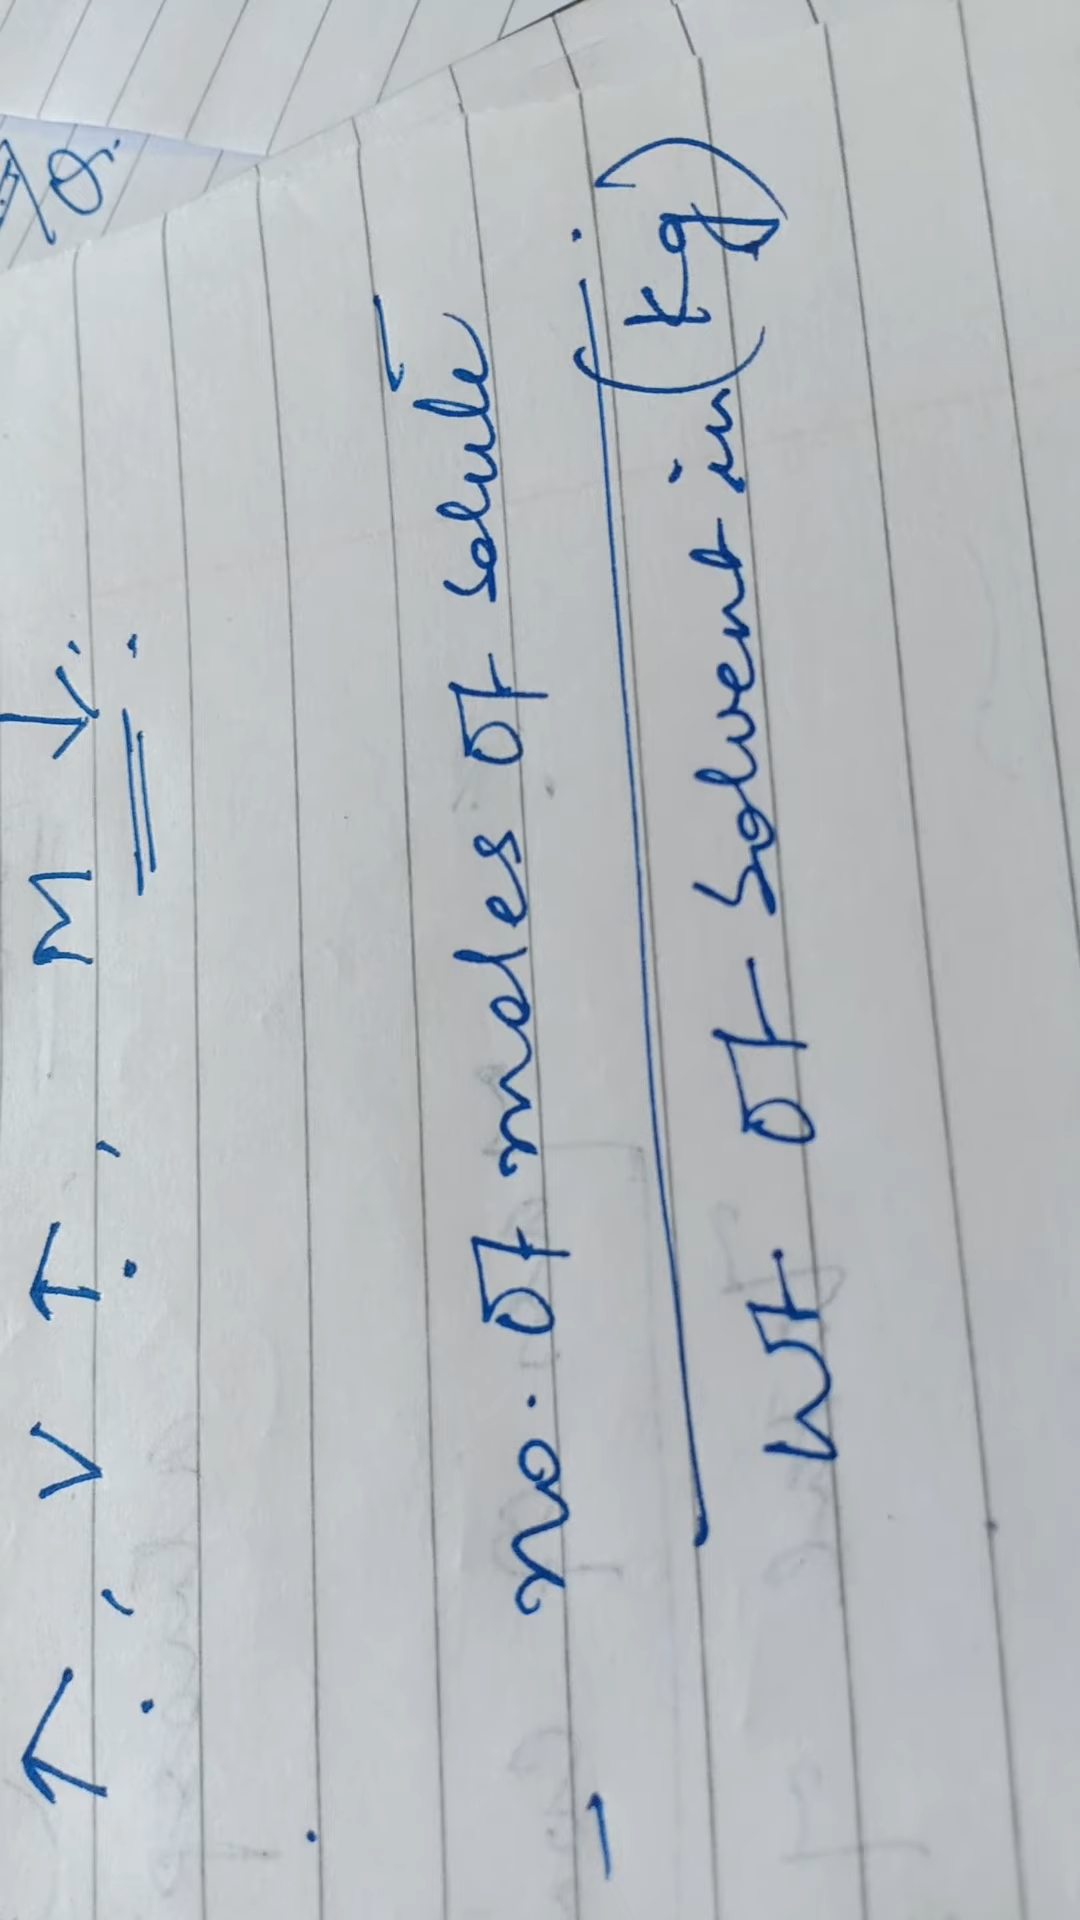 ↑, V ↑, M ↓
no. of moles of solute
wt of solvent in (kg)